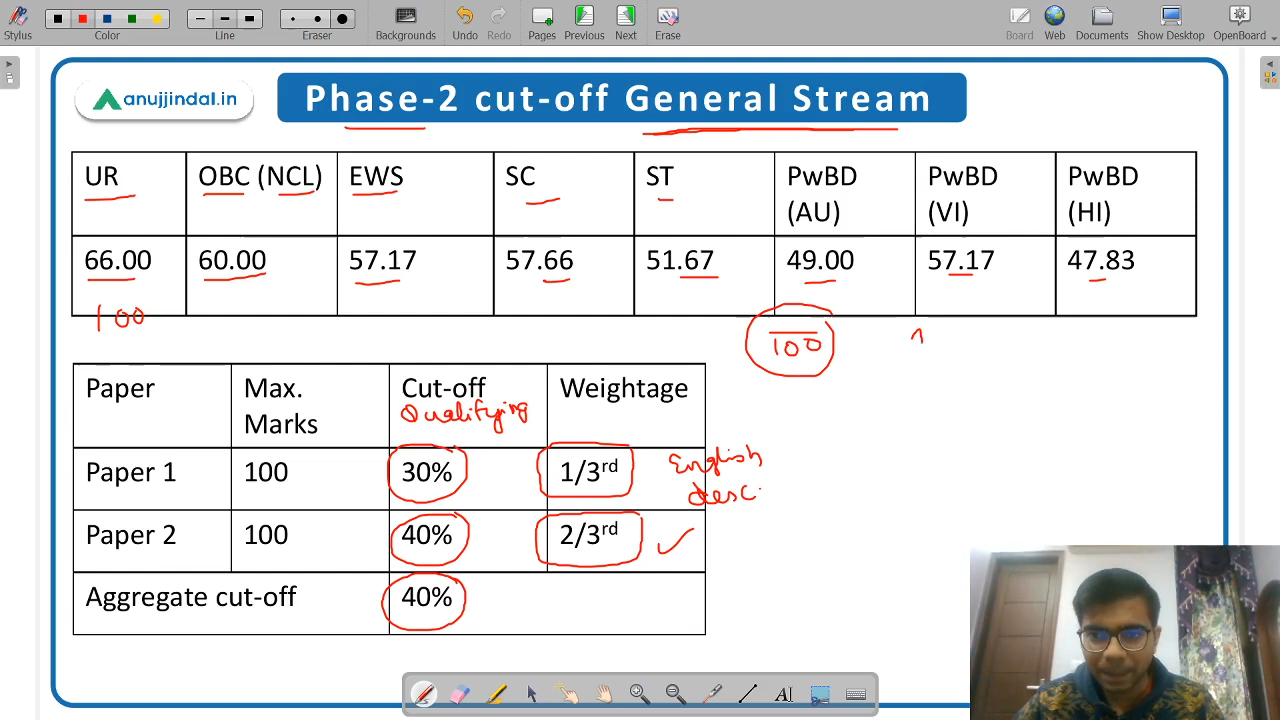 Stylus
Color
Line
Eraser
Backgrounds
Undo
Redo
Pages
Previous
Next
Erase
Board
Web
Documents
Show Desktop
OpenBoard
anujjindal.in
Phase-2 cut-off General Stream
UR OBC (NCL) EWS SC ST PwBD (AU) PwBD (VI) PwBD (HI)
66.00 60.00 57.17 57.66 51.67 49.00 57.17 47.83
100
100
Paper Max. Marks Cut-off Weightage
Qualifying
Paper 1 100 30% 1/3rd
English
desc.
Paper 2 100 40% 2/3rd
Aggregate cut-off 40%
AI